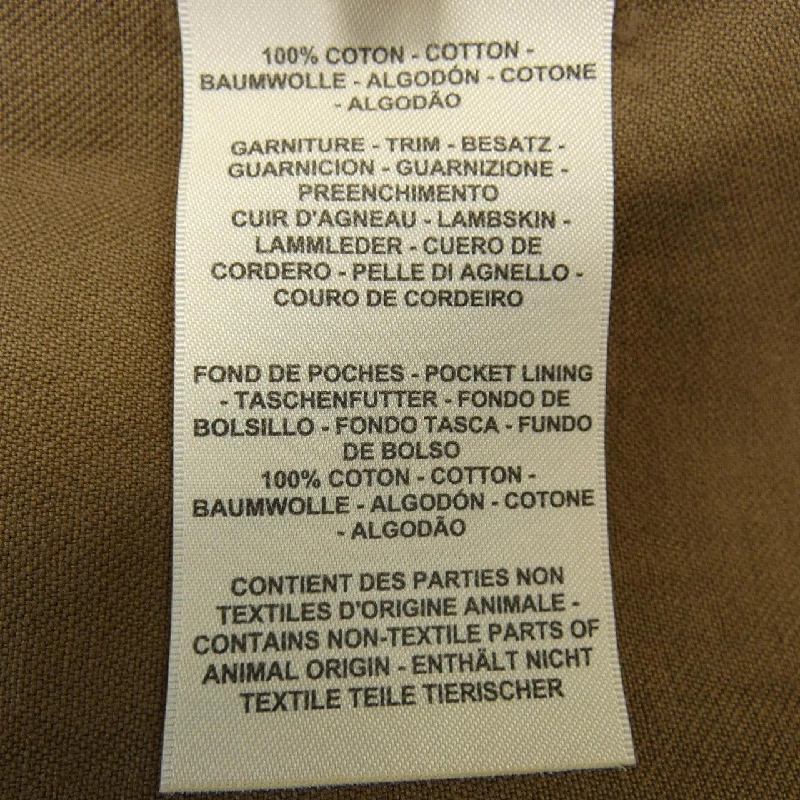 100% COTON - COTTON -
BAUMWOLLE - ALGODÓN - COTONE
- ALGODÃO
GARNITURE - TRIM - BESATZ -
GUARNICION - GUARNIZIONE -
PREENCHIMENTO
CUIR D'AGNEAU - LAMBSKIN -
LAMMLEDER - CUERO DE
CORDERO - PELLE DI AGNELLO -
COURO DE CORDEIRO
FOND DE POCHES - POCKET LINING
- TASCHENFUTTER - FONDO DE
BOLSILLO - FONDO TASCA - FUNDO
DE BOLSO
100% COTON - COTTON -
BAUMWOLLE - ALGODÓN - COTONE
- ALGODÃO
CONTIENT DES PARTIES NON
TEXTILES D'ORIGINE ANIMALE -
CONTAINS NON-TEXTILE PARTS OF
ANIMAL ORIGIN - ENTHÄLT NICHT
TEXTILE TEILE TIERISCHER